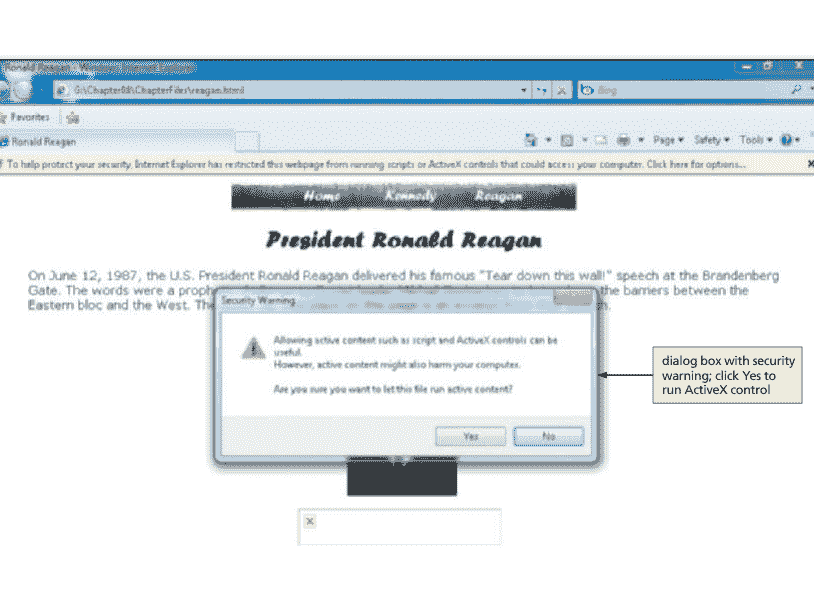 Ronald Reagan - Windows
G:\Chapter08\ChapterFiles\reagan.html
Bing
Favorites
Ronald Reagan
Page Safety Tools
To help protect your security, Internet Explorer has restricted this webpage from running scripts or ActiveX controls that could access your computer. Click here for options...
Home Kennedy Reagan
President Ronald Reagan
On June 12, 1987, the U.S. President Ronald Reagan delivered his famous "Tear down this wall!" speech at the Brandenberg
Gate. The words were a the barriers between the
Eastern bloc and the West. The
Security Warning
Allowing active content such as script and ActiveX controls can be
useful.
However, active content might also harm your computer.
Are you sure you want to let this file run active content?
Yes No
dialog box with security
warning; click Yes to
run ActiveX control